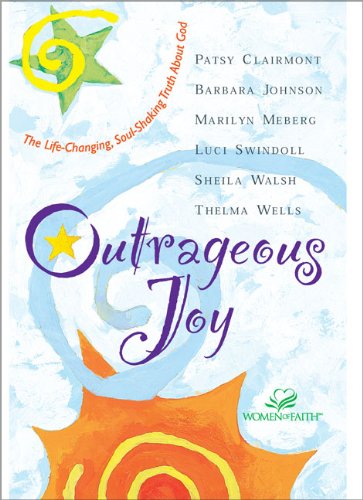 The Life-Changing, Soul-Shaking Truth About God
Patsy Clairmont
Barbara Johnson
Marilyn Meberg
Luci Swindoll
Sheila Walsh
Thelma Wells
Outrageous
Joy
WOMEN OF FAITH™